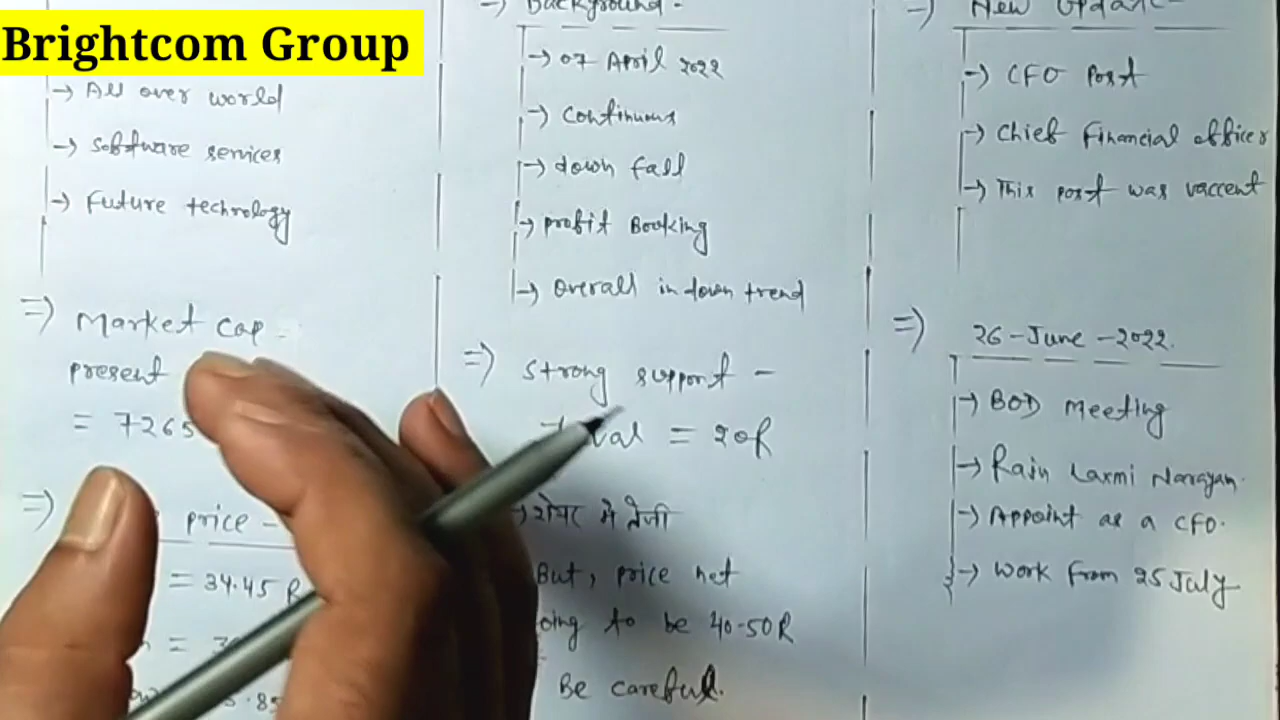 Brightcom Group
-> All over world
-> Software services
-> Future technology
=> Market Cap -
present
= 7265
=> price -
= 34.45 R
=
-> Background -
-> 07 April 2022
-> Continuous
-> down fall
-> profit Booking
-> Overall in down trend
=> Strong support -
= 20R
-> शेयर में तेजी
But, price not
going to be 40-50R
Be careful.
-> New Update -
-> CFO Post
-> Chief Financial officer
-> This post was vaccent
=> 26-June-2022.
-> BOD Meeting
-> Raju Laxmi Narayan.
-> Appoint as a CFO.
-> Work From 25 July